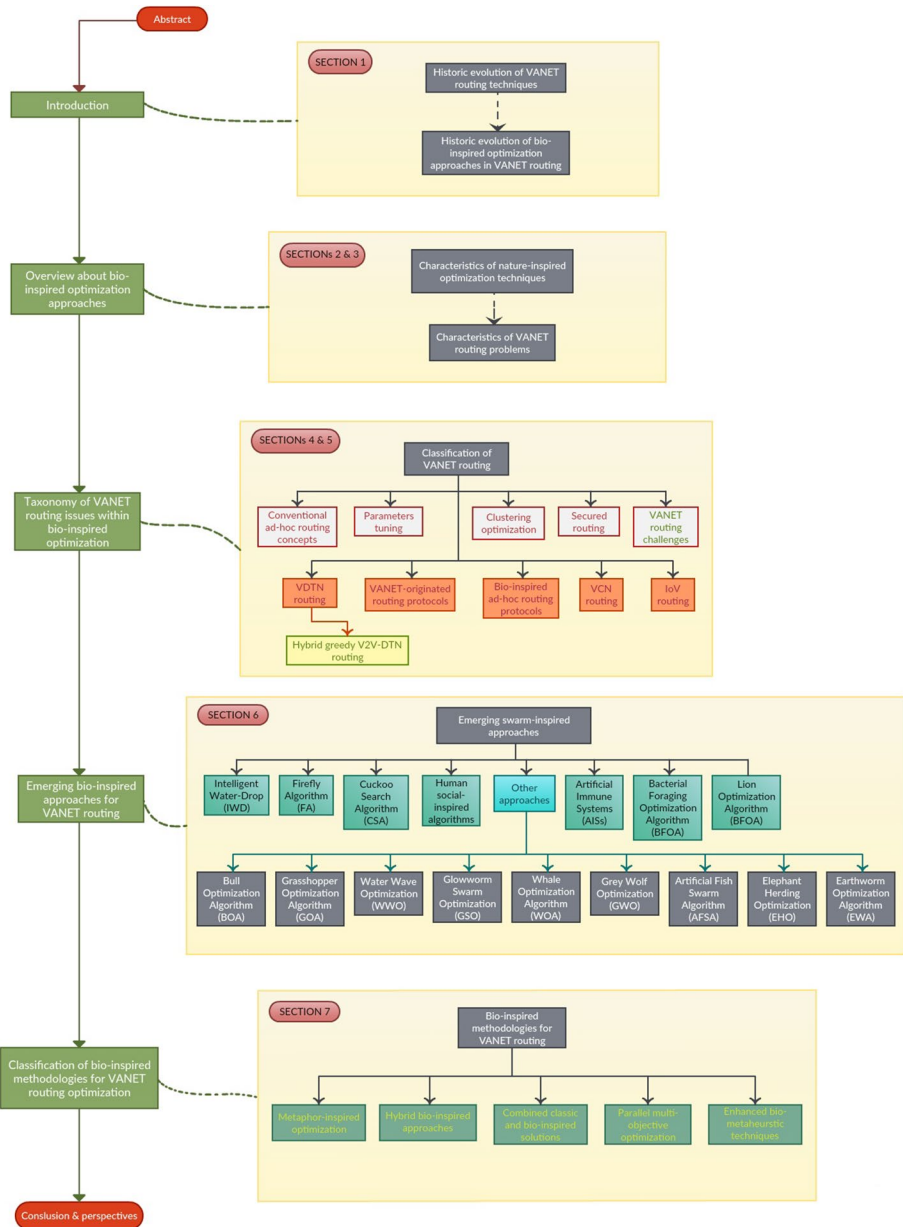 Abstract
SECTION 1
Historic evolution of VANET
routing techniques
Introduction
Historic evolution of bio-
inspired optimization
approaches in VANET routing
SECTIONs 2 & 3
Characteristics of nature-inspired
optimization techniques
Overview about bio-
inspired optimization
approaches
Characteristics of VANET
routing problems
SECTIONs 4 & 5
Classification of
VANET routing
Taxonomy of VANET
routing issues within
bio-inspired
optimization
Conventional
ad-hoc routing
concepts
Parameters
tuning
Clustering
optimization
Secured
routing
VANET
routing
challenges
VDTN
routing
VANET-originated
routing protocols
Bio-inspired
ad-hoc routing
protocols
VCN
routing
IoV
routing
Hybrid greedy V2V-DTN
routing
SECTION 6
Emerging swarm-inspired
approaches
Emerging bio-inspired
approaches for
VANET routing
Intelligent
Water-Drop
(IWD)
Firefly
Algorithm
(FA)
Cuckoo
Search
Algorithm
(CSA)
Human
social-
inspired
algorithms
Other
approaches
Artificial
Immune
Systems
(AISs)
Bacterial
Foraging
Optimization
Algorithm
(BFOA)
Lion
Optimization
Algorithm
(BFOA)
Bull
Optimization
Algorithm
(BOA)
Grasshopper
Optimization
Algorithm
(GOA)
Water Wave
Optimization
(WWO)
Glowworm
Swarm
Optimization
(GSO)
Whale
Optimization
Algorithm
(WOA)
Grey Wolf
Optimization
(GWO)
Artificial Fish
Swarm
Algorithm
(AFSA)
Elephant
Herding
Optimization
(EHO)
Earthworm
Optimization
Algorithm
(EWA)
SECTION 7
Bio-inspired
methodologies for
VANET routing
Classification of bio-inspired
methodologies for VANET
routing optimization
Metaphor-inspired
optimization
Hybrid bio-inspired
approaches
Combined classic
and bio-inspired
solutions
Parallel multi-
objective
optimization
Enhanced bio-
metaheurstic
techniques
Conslusion & perspectives